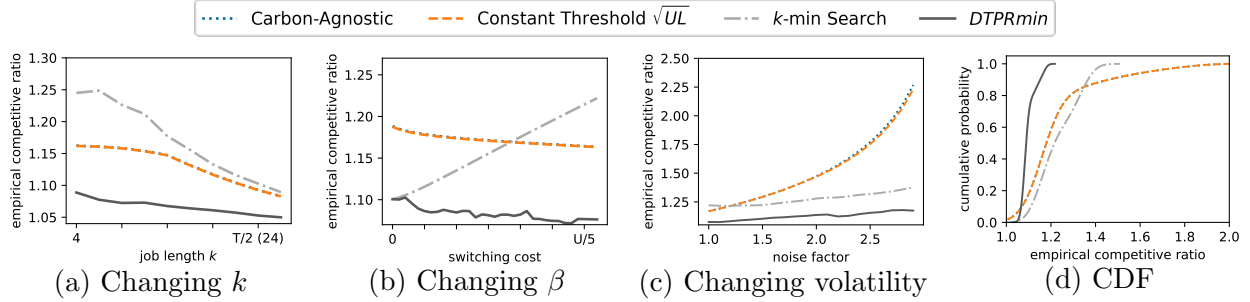 Carbon-Agnostic Constant Threshold √UL k-min Search DTPRmin
empirical competitive ratio
1.30
1.25
1.20
1.15
1.10
1.05
4 T/2 (24)
job length k
(a) Changing k
empirical competitive ratio
1.20
1.10
0 U/5
switching cost
(b) Changing β
empirical competitive ratio
2.50
2.25
2.00
1.75
1.50
1.25
1.0 1.5 2.0 2.5
noise factor
(c) Changing volatility
cumulative probability
1.0
0.8
0.6
0.4
0.2
0.0
1.0 1.2 1.4 1.6 1.8 2.0
empirical competitive ratio
(d) CDF